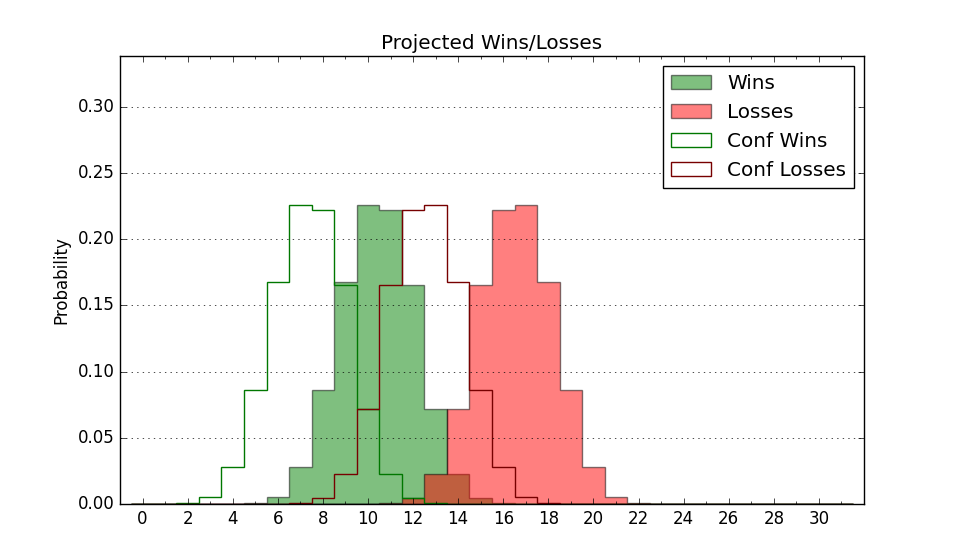 Projected Wins/Losses
Wins
Losses
Conf Wins
Conf Losses
Probability
0.30
0.25
0.20
0.15
0.10
0.05
0.00
0 2 4 6 8 10 12 14 16 18 20 22 24 26 28 30